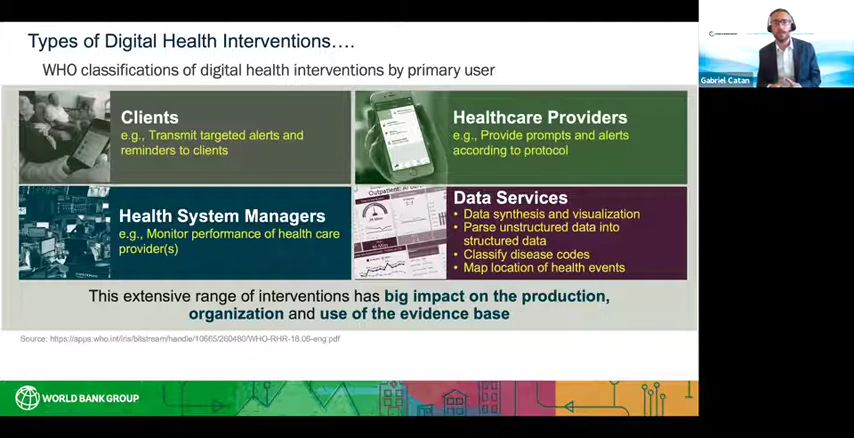 Types of Digital Health Interventions….
WHO classifications of digital health interventions by primary user
Clients
e.g., Transmit targeted alerts and
reminders to clients
Healthcare Providers
e.g., Provide prompts and alerts
according to protocol
Health System Managers
e.g., Monitor performance of health care
provider(s)
Data Services
• Data synthesis and visualization
• Parse unstructured data into
structured data
• Classify disease codes
• Map location of health events
This extensive range of interventions has big impact on the production,
organization and use of the evidence base
Source: https://apps.who.int/iris/bitstream/handle/10665/260480/WHO-RHR-18.06-eng.pdf
WORLD BANK GROUP
WORLD BANK GROUP
Gabriel Catan